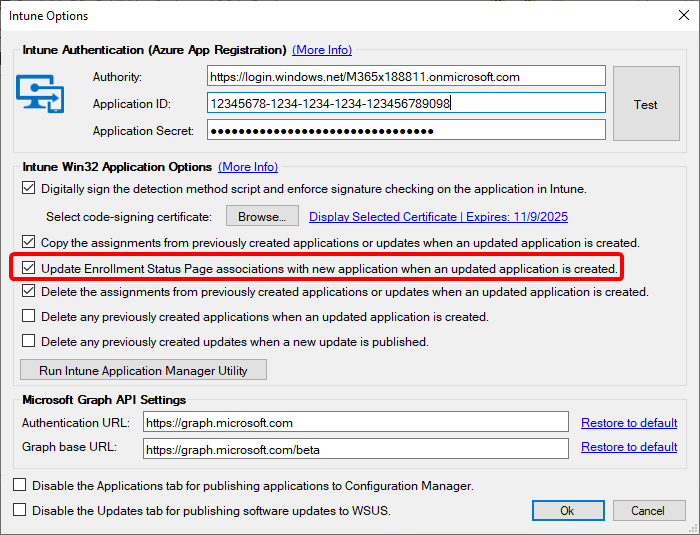 Intune Options
Intune Authentication (Azure App Registration) (More Info)
Authority: https://login.windows.net/M365x188811.onmicrosoft.com
Application ID: 12345678-1234-1234-1234-123456789098
Test
Application Secret: ●●●●●●●●●●●●●●●●●●●●●●●●●●●●●●●●
Intune Win32 Application Options (More Info)
Digitally sign the detection method script and enforce signature checking on the application in Intune.
Select code-signing certificate: Browse... Display Selected Certificate | Expires: 11/9/2025
Copy the assignments from previously created applications or updates when an updated application is created.
Update Enrollment Status Page associations with new application when an updated application is created.
Delete the assignments from previously created applications or updates when an updated application is created.
Delete any previously created applications when an updated application is created.
Delete any previously created updates when a new update is published.
Run Intune Application Manager Utility
Microsoft Graph API Settings
Authentication URL: https://graph.microsoft.com Restore to default
Graph base URL: https://graph.microsoft.com/beta Restore to default
Disable the Applications tab for publishing applications to Configuration Manager.
Disable the Updates tab for publishing software updates to WSUS.
Ok Cancel